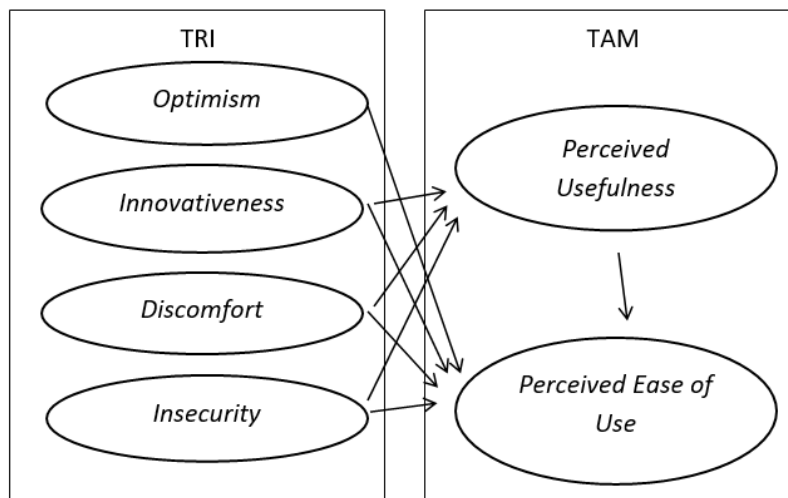 TRI
Optimism
Innovativeness
Discomfort
Insecurity
TAM
Perceived
Usefulness
Perceived Ease of
Use